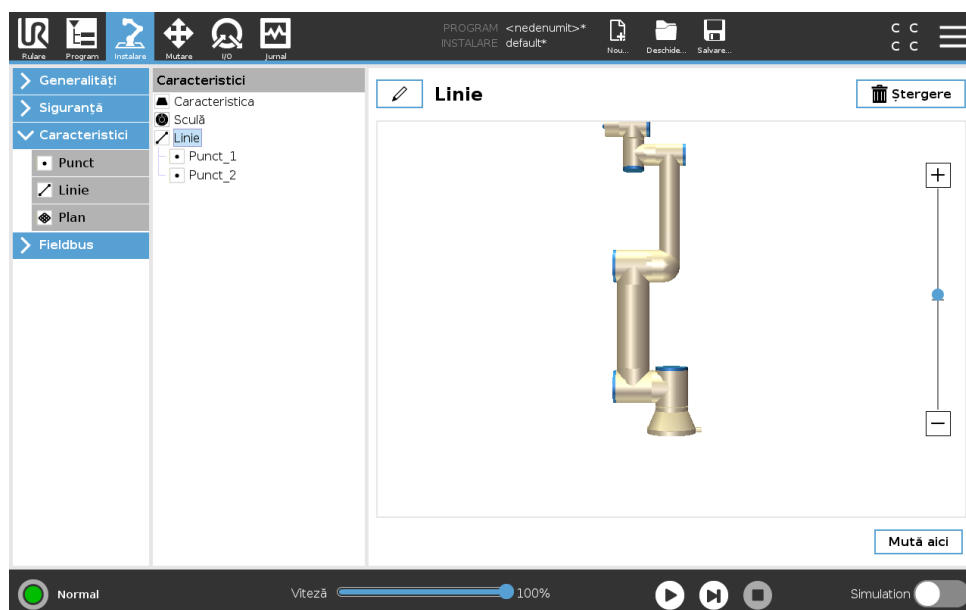 PROGRAM <nedenumit>*
INSTALARE default*
Rulare Program Instalare Mutare I/O Jurnal
Nou... Deschide... Salvare...
C C
C C
Generalități
Siguranță
Caracteristici
Punct
Linie
Plan
Fieldbus
Caracteristici
Caracteristica
Sculă
Linie
Punct_1
Punct_2
Linie
Ștergere
Mută aici
Normal
Viteză 100%
Simulation